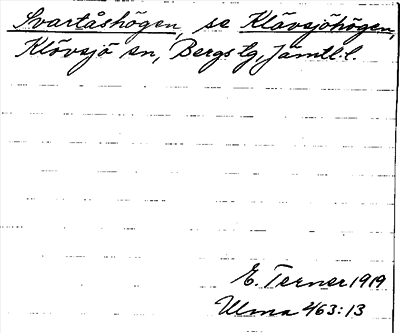 Svartåshögen, se Klövsjöhögen,
Klövsjö sn, Bergs tg, Jämtl. l.
E. Terner 1919
Ulma 463:13